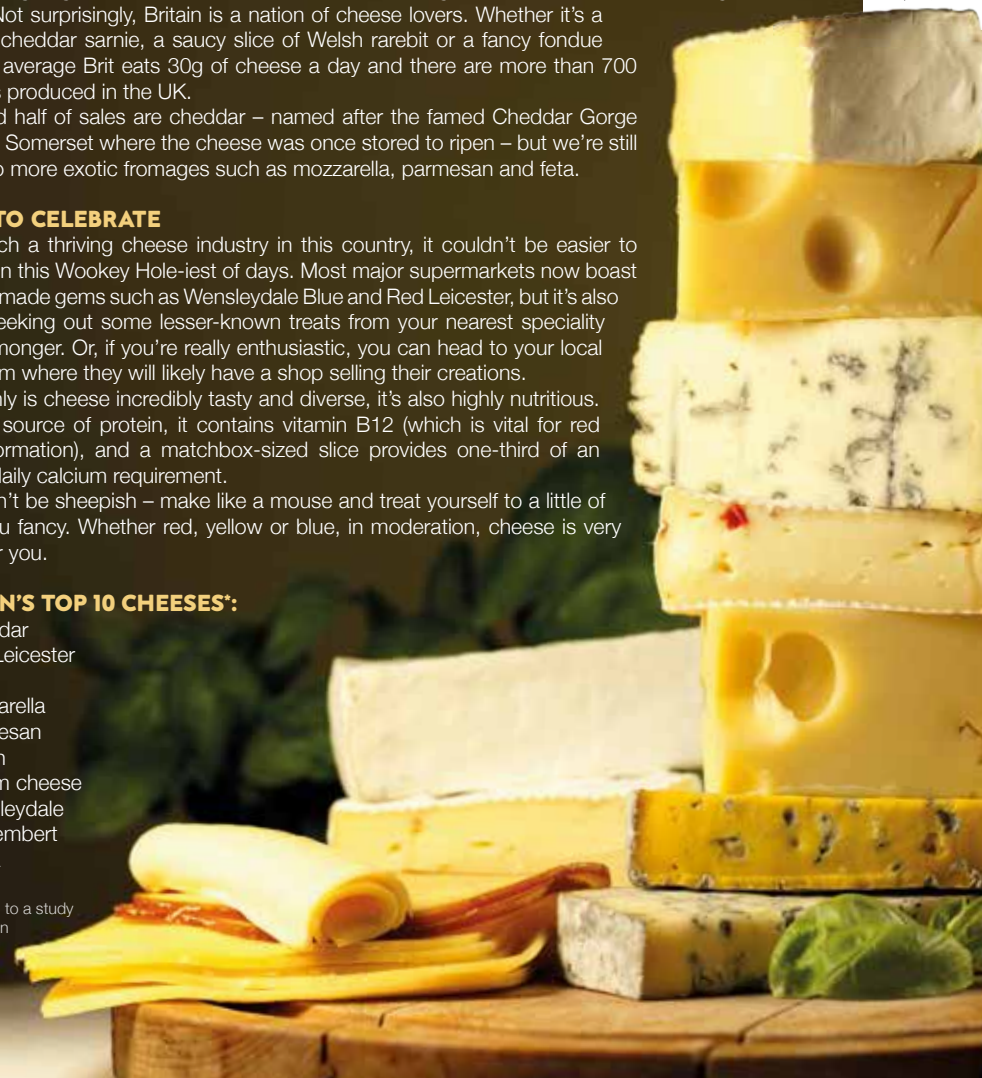 Not surprisingly, Britain is a nation of cheese lovers. Whether it's a
cheddar sarnie, a saucy slice of Welsh rarebit or a fancy fondue
average Brit eats 30g of cheese a day and there are more than 700
s produced in the UK.
d half of sales are cheddar – named after the famed Cheddar Gorge
Somerset where the cheese was once stored to ripen – but we're still
o more exotic fromages such as mozzarella, parmesan and feta.
TO CELEBRATE
ch a thriving cheese industry in this country, it couldn't be easier to
n this Wookey Hole-iest of days. Most major supermarkets now boast
made gems such as Wensleydale Blue and Red Leicester, but it's also
eeking out some lesser-known treats from your nearest speciality
monger. Or, if you're really enthusiastic, you can head to your local
m where they will likely have a shop selling their creations.
nly is cheese incredibly tasty and diverse, it's also highly nutritious.
source of protein, it contains vitamin B12 (which is vital for red
ormation), and a matchbox-sized slice provides one-third of an
daily calcium requirement.
n't be sheepish – make like a mouse and treat yourself to a little of
u fancy. Whether red, yellow or blue, in moderation, cheese is very
r you.
N'S TOP 10 CHEESES*:
dar
Leicester
arella
esan
n
m cheese
leydale
embert
to a study
n